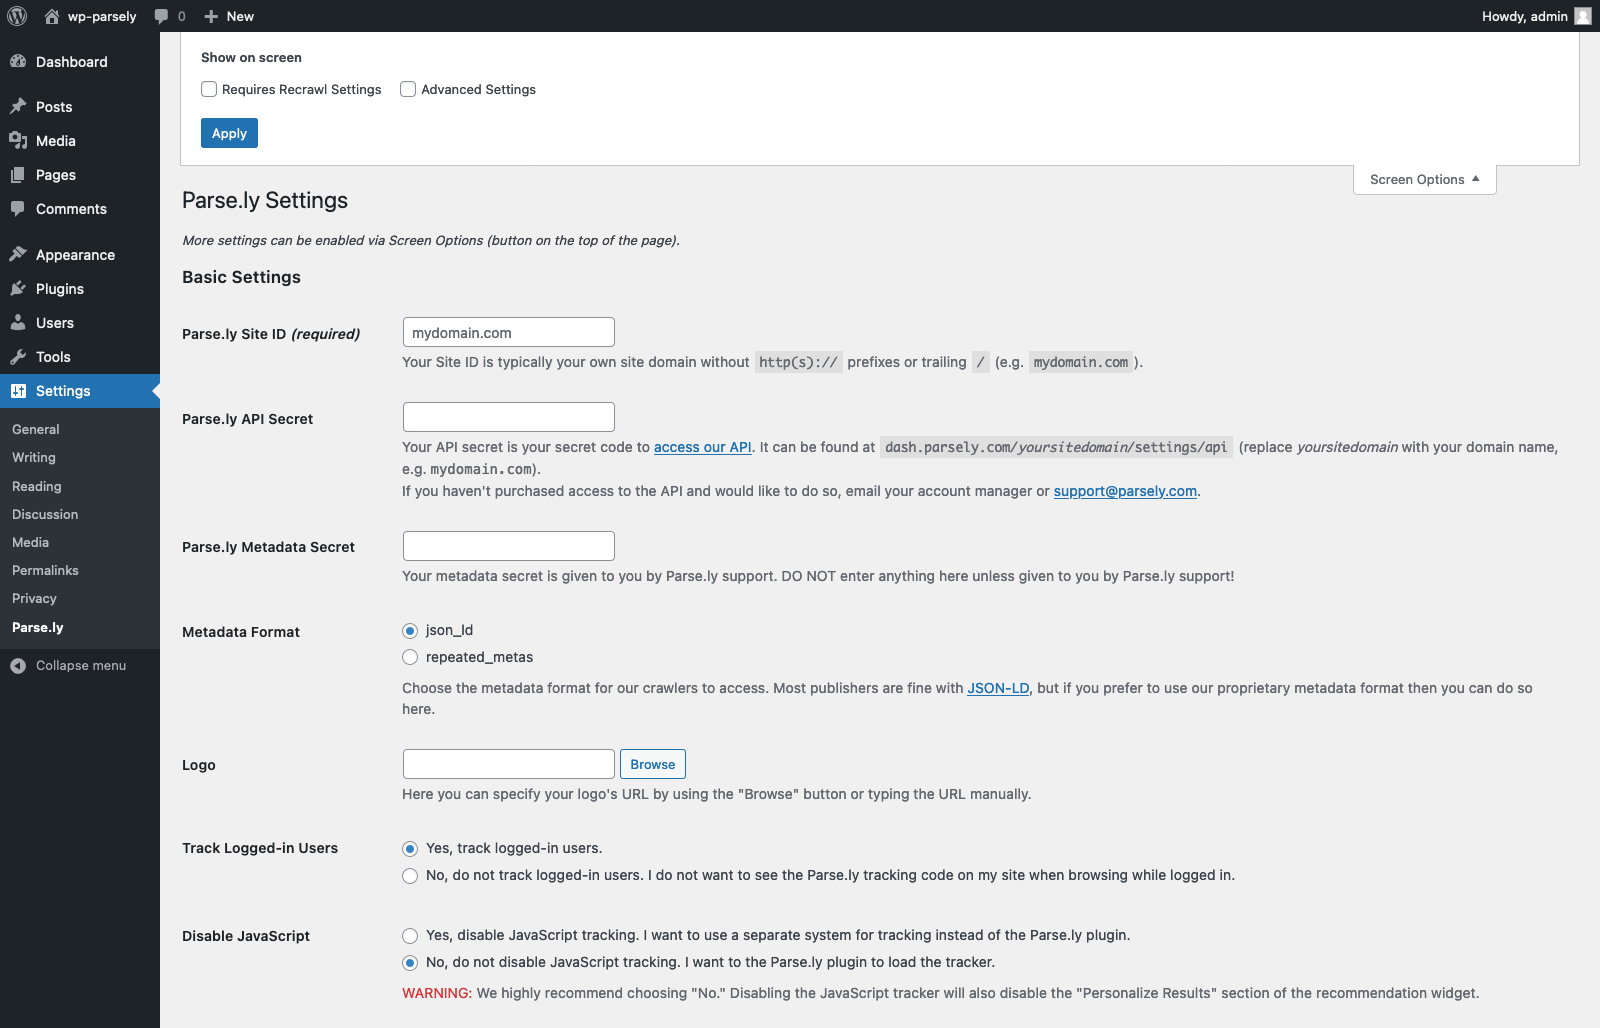 wp-parsely 0 New Howdy, admin
Dashboard
Posts
Media
Pages
Comments
Appearance
Plugins
Users
Tools
Settings
General
Writing
Reading
Discussion
Media
Permalinks
Privacy
Parse.ly
Collapse menu
Show on screen
Requires Recrawl Settings Advanced Settings
Apply
Screen Options
Parse.ly Settings
More settings can be enabled via Screen Options (button on the top of the page).
Basic Settings
Parse.ly Site ID (required) mydomain.com
Your Site ID is typically your own site domain without http(s):// prefixes or trailing / (e.g. mydomain.com).
Parse.ly API Secret
Your API secret is your secret code to access our API. It can be found at dash.parsely.com/yoursitedomain/settings/api (replace yoursitedomain with your domain name,
e.g. mydomain.com).
If you haven't purchased access to the API and would like to do so, email your account manager or support@parsely.com.
Parse.ly Metadata Secret
Your metadata secret is given to you by Parse.ly support. DO NOT enter anything here unless given to you by Parse.ly support!
Metadata Format json_ld
repeated_metas
Choose the metadata format for our crawlers to access. Most publishers are fine with JSON-LD, but if you prefer to use our proprietary metadata format then you can do so
here.
Logo Browse
Here you can specify your logo's URL by using the "Browse" button or typing the URL manually.
Track Logged-in Users Yes, track logged-in users.
No, do not track logged-in users. I do not want to see the Parse.ly tracking code on my site when browsing while logged in.
Disable JavaScript Yes, disable JavaScript tracking. I want to use a separate system for tracking instead of the Parse.ly plugin.
No, do not disable JavaScript tracking. I want to the Parse.ly plugin to load the tracker.
WARNING: We highly recommend choosing "No." Disabling the JavaScript tracker will also disable the "Personalize Results" section of the recommendation widget.